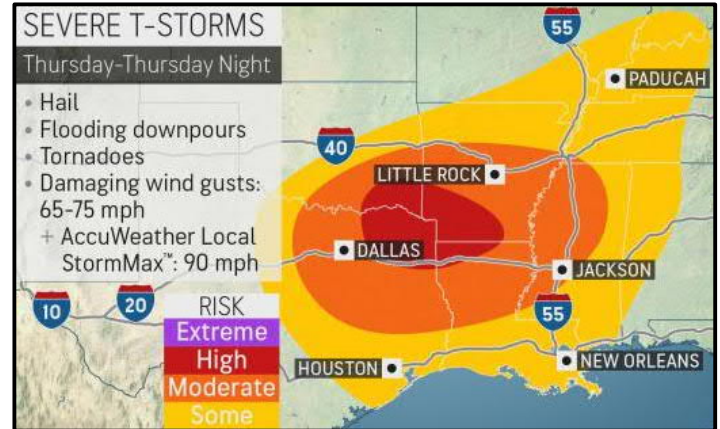 SEVERE T-STORMS
Thursday-Thursday Night
• Hail
• Flooding downpours
• Tornadoes
• Damaging wind gusts:
65-75 mph
+ AccuWeather Local
StormMax™: 90 mph
55
PADUCAH
40
LITTLE ROCK
DALLAS
JACKSON
10
20
55
RISK
Extreme
High
Moderate
Some
HOUSTON
NEW ORLEANS